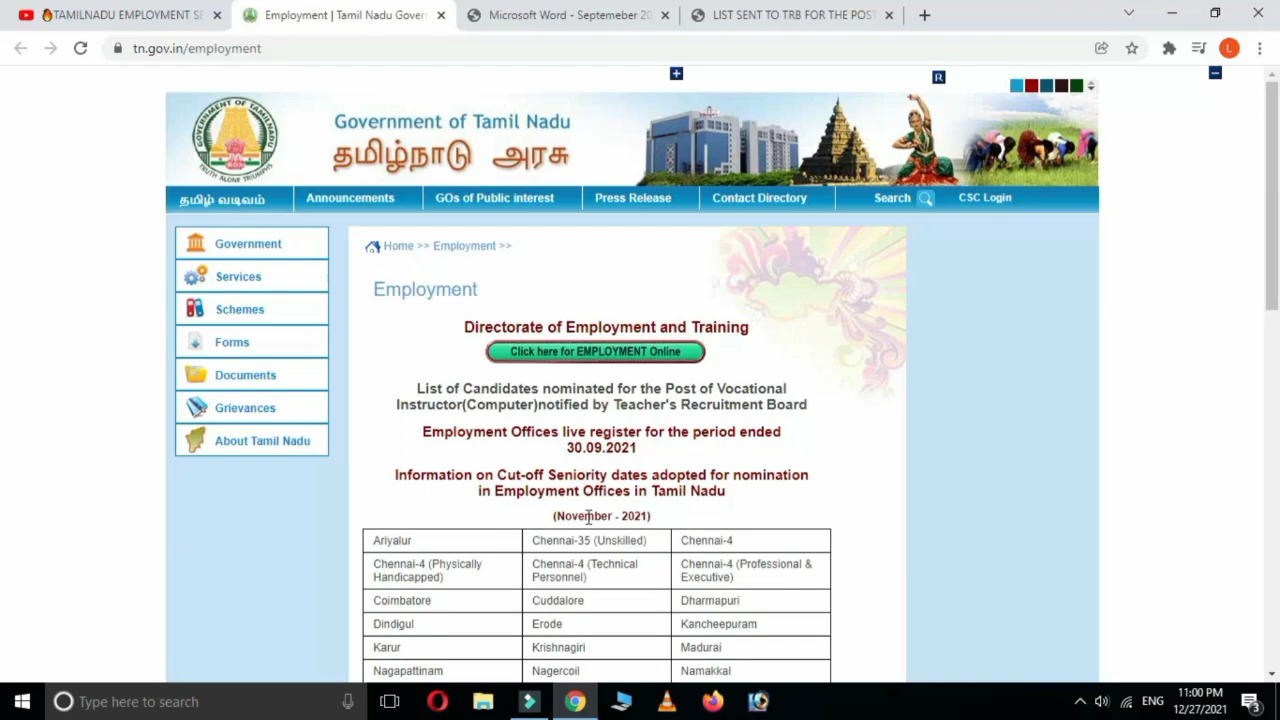 🔥TAMILNADU EMPLOYMENT SE
Employment | Tamil Nadu Gover
Microsoft Word - Septemeber 20
LIST SENT TO TRB FOR THE POST
tn.gov.in/employment
L
R
GOVERNMENT OF TAMILNADU
TRUTH ALONE TRIUMPHS
Government of Tamil Nadu
தமிழ்நாடு அரசு
தமிழ் வடிவம்
Announcements
GOs of Public interest
Press Release
Contact Directory
Search
CSC Login
Government
Services
Schemes
Forms
Documents
Grievances
About Tamil Nadu
Home >> Employment >>
Employment
Directorate of Employment and Training
Click here for EMPLOYMENT Online
List of Candidates nominated for the Post of Vocational
Instructor(Computer)notified by Teacher's Recruitment Board
Employment Offices live register for the period ended
30.09.2021
Information on Cut-off Seniority dates adopted for nomination
in Employment Offices in Tamil Nadu
(November - 2021)
Ariyalur
Chennai-35 (Unskilled)
Chennai-4
Chennai-4 (Physically
Handicapped)
Chennai-4 (Technical
Personnel)
Chennai-4 (Professional &
Executive)
Coimbatore
Cuddalore
Dharmapuri
Dindigul
Erode
Kancheepuram
Karur
Krishnagiri
Madurai
Nagapattinam
Nagercoil
Namakkal
Type here to search
ENG
11:00 PM
12/27/2021
3